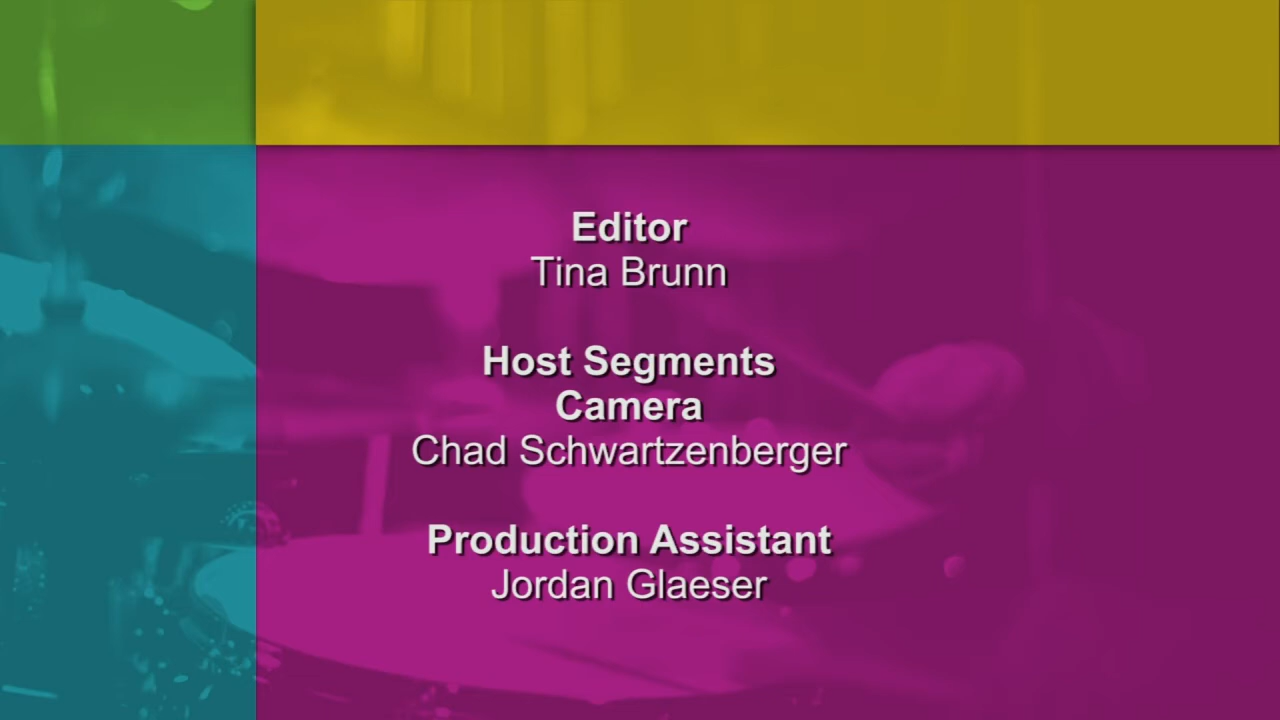 Editor
Tina Brunn
Host Segments
Camera
Chad Schwartzenberger
Production Assistant
Jordan Glaeser